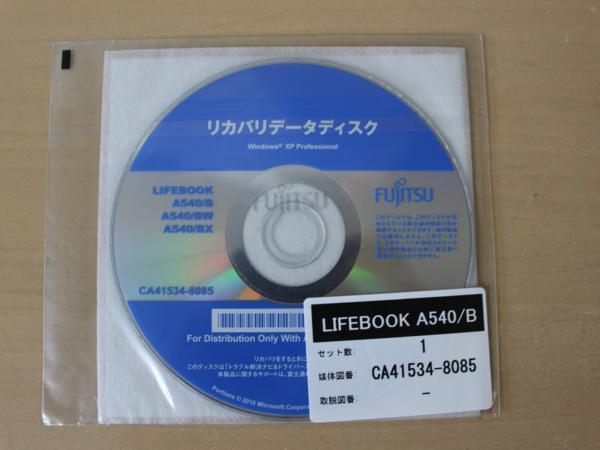 リカバリデータディスク
Windows® XP Professional
LIFEBOOK
A540/B
A540/BW
A540/BX
FUJITSU
CA41534-8085
For Distribution Only With A
リカバリをするときに
このディスクは「トラブル解決ナビ&ドライバーズ
本製品に関するサポートは、富士通
Portions © 2010 Microsoft Corpora
LIFEBOOK A540/B
セット数: 1
媒体図番: CA41534-8085
取説図番: −